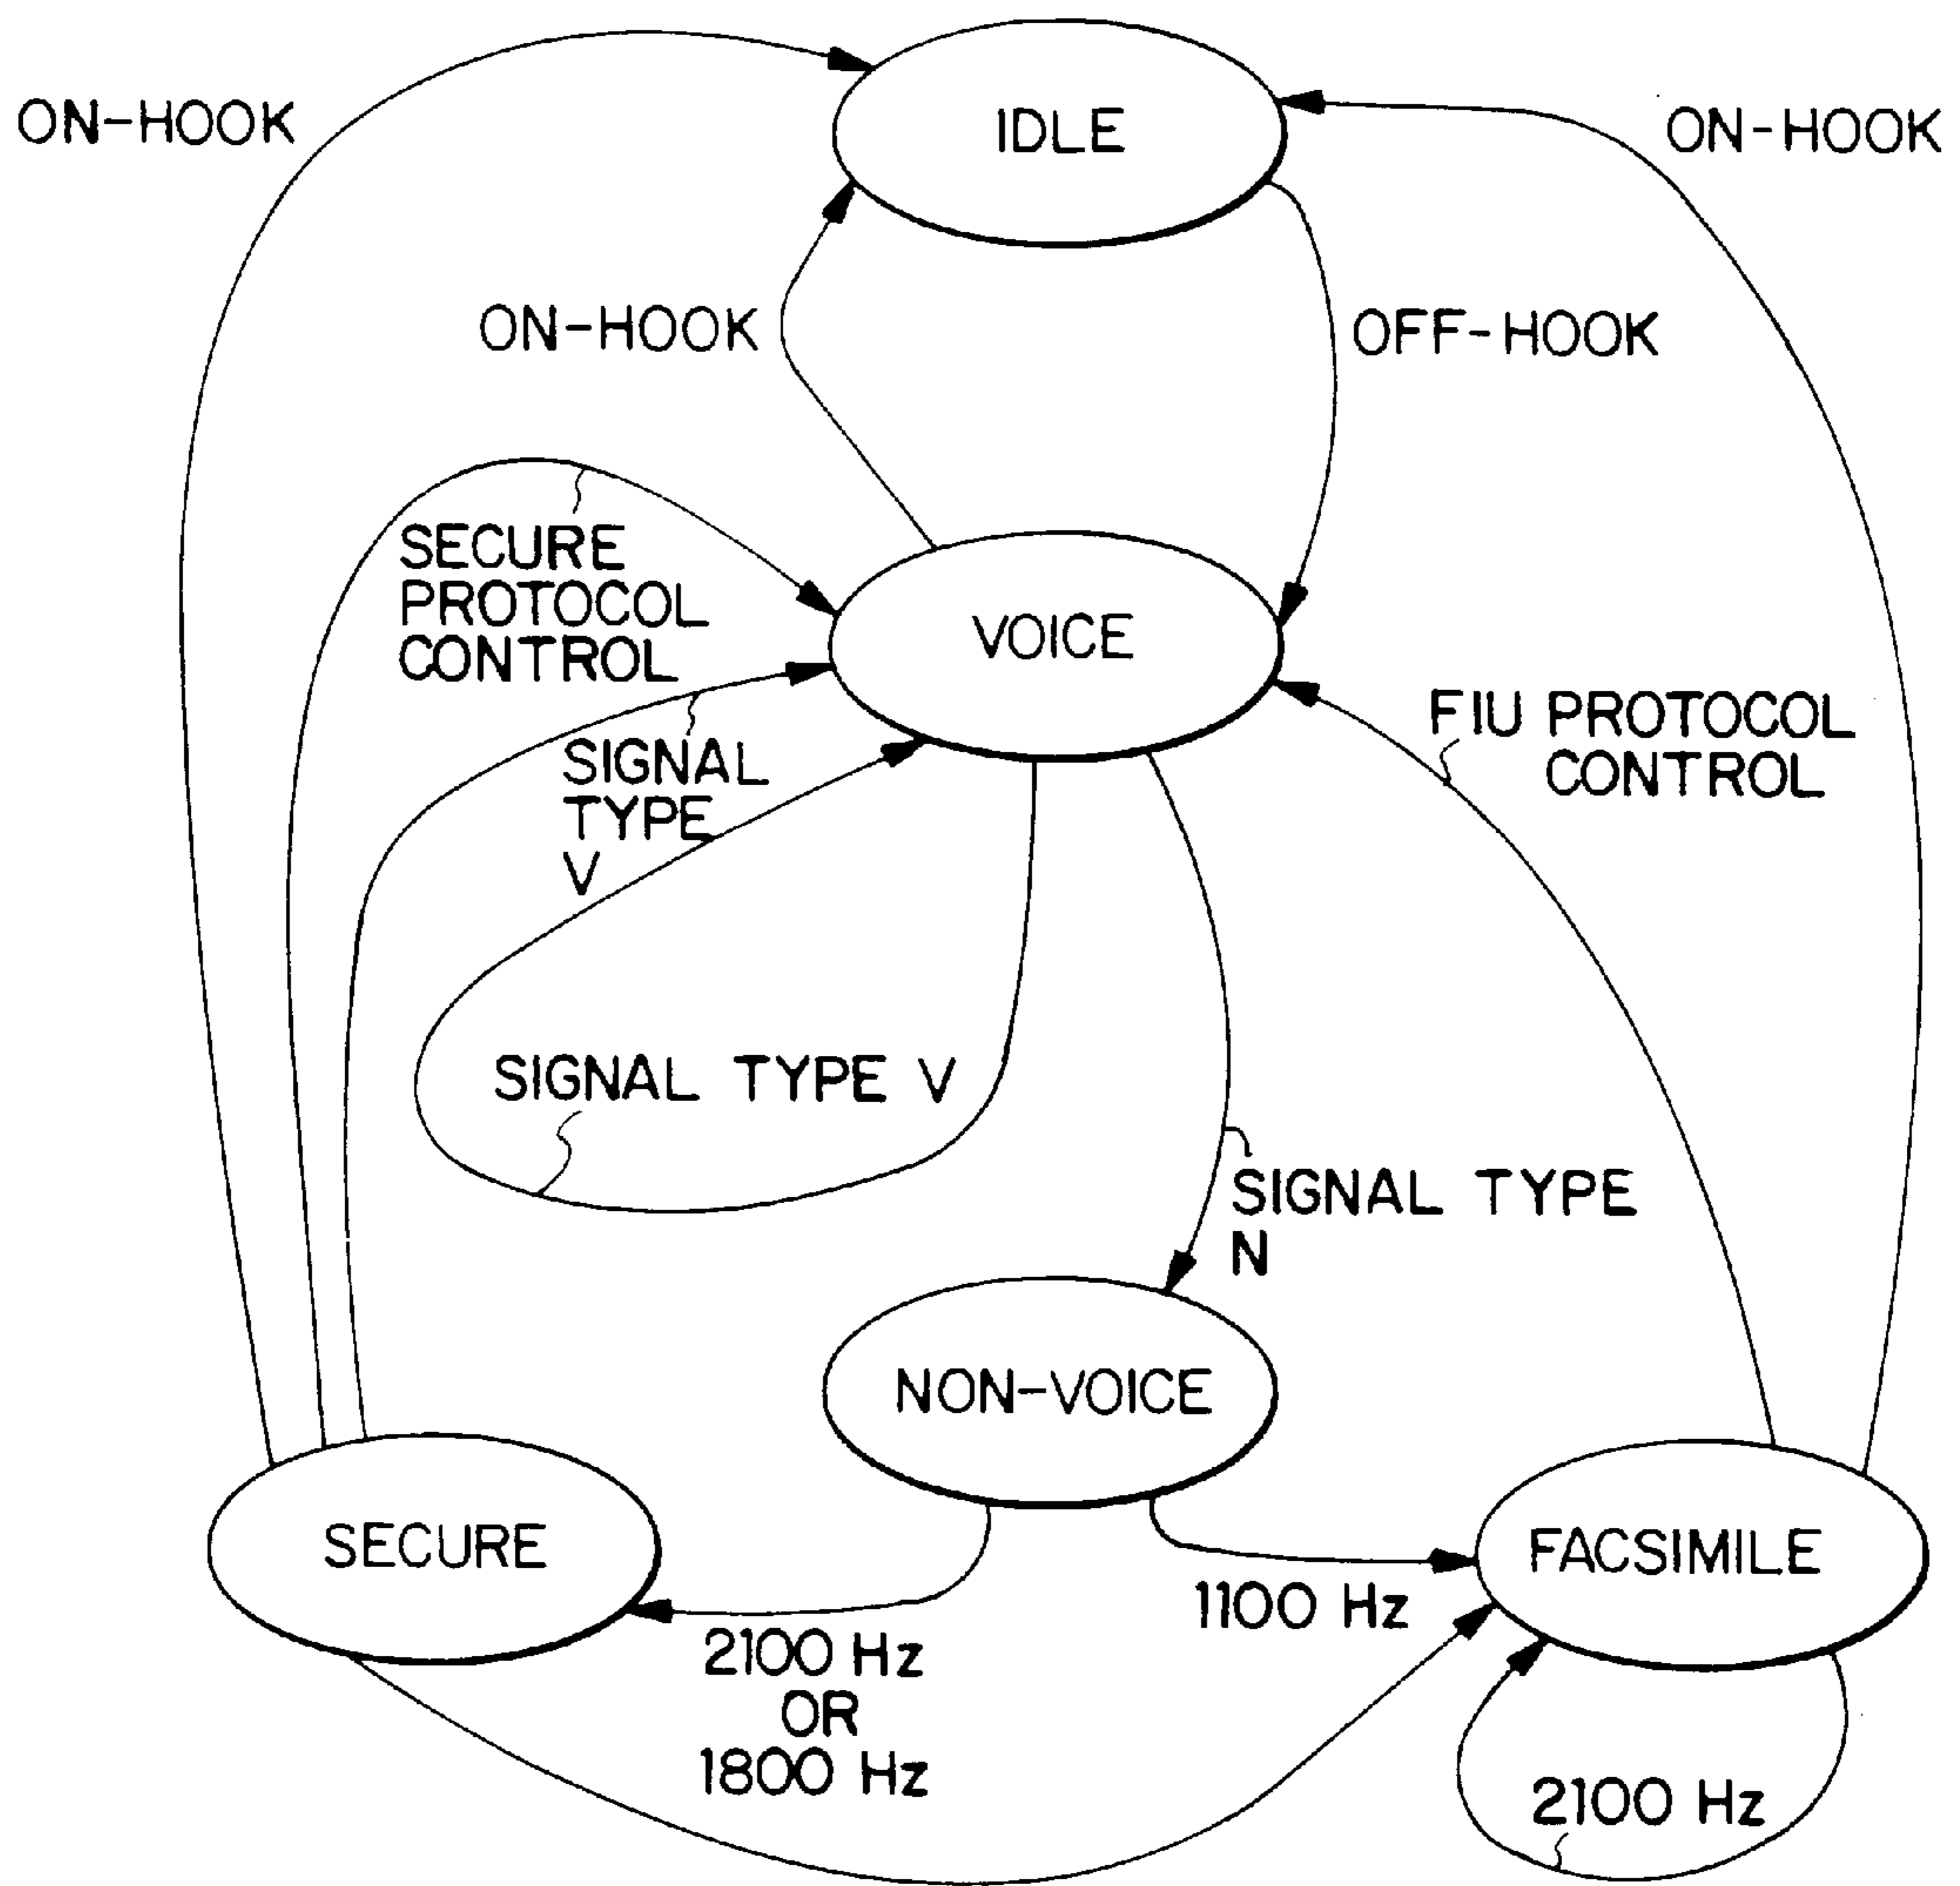 IDLE
ON-HOOK
ON-HOOK
ON-HOOK
OFF-HOOK
SECURE
PROTOCOL
CONTROL
VOICE
FIU PROTOCOL
CONTROL
SIGNAL
TYPE
V
SIGNAL TYPE V
SIGNAL TYPE
N
NON-VOICE
SECURE
FACSIMILE
1100 Hz
2100 Hz
OR
1800 Hz
2100 Hz